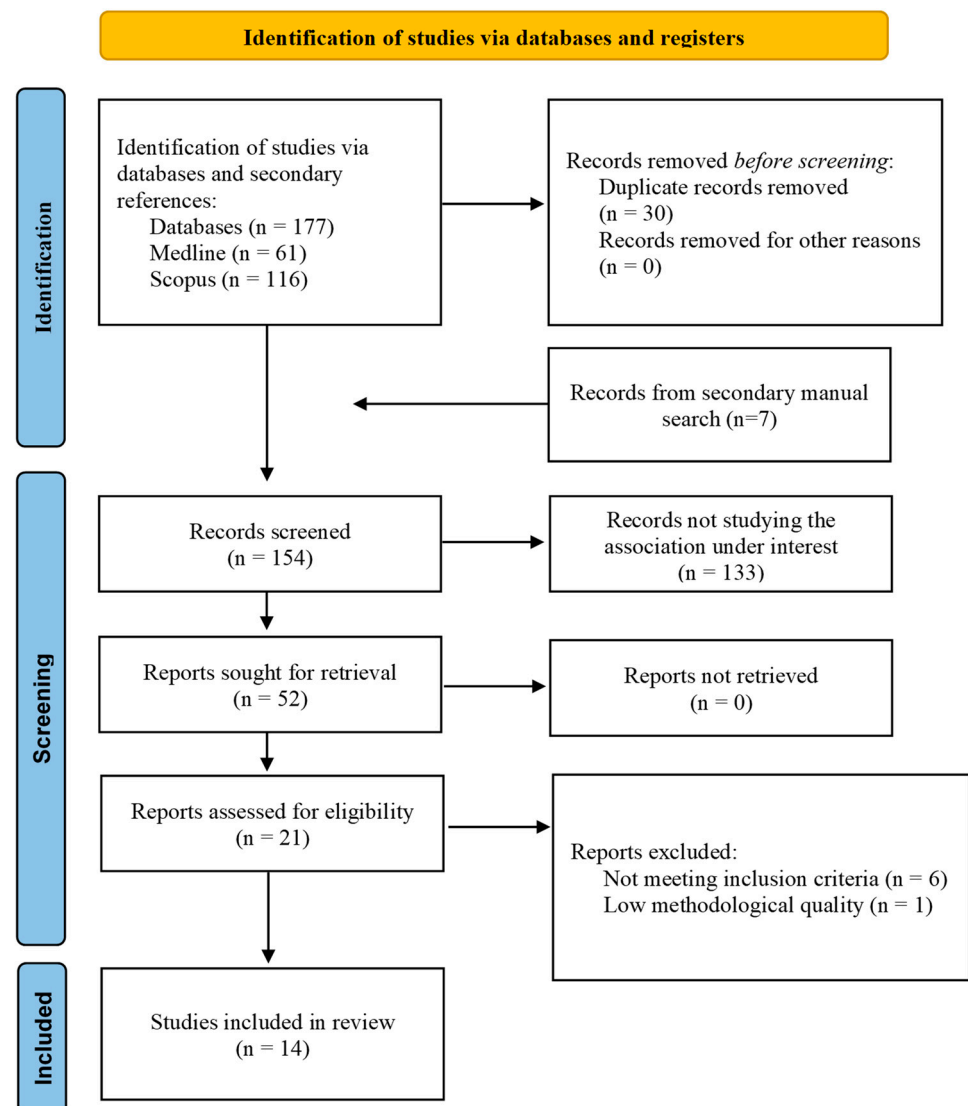 Identification of studies via databases and registers
Identification
Identification of studies via
databases and secondary
references:
Databases (n = 177)
Medline (n = 61)
Scopus (n = 116)
Records removed before screening:
Duplicate records removed
(n = 30)
Records removed for other reasons
(n = 0)
Records from secondary manual
search (n=7)
Screening
Records screened
(n = 154)
Records not studying the
association under interest
(n = 133)
Reports sought for retrieval
(n = 52)
Reports not retrieved
(n = 0)
Reports assessed for eligibility
(n = 21)
Reports excluded:
Not meeting inclusion criteria (n = 6)
Low methodological quality (n = 1)
Included
Studies included in review
(n = 14)